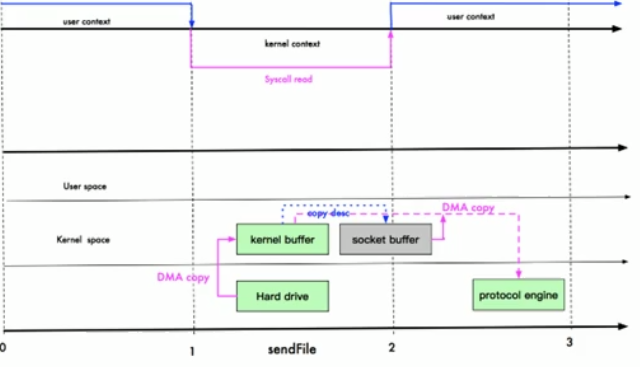 user context
user context
kernel context
Syscall read
User space
copy desc
DMA copy
Kernel space
kernel buffer
socket buffer
DMA copy
Hard drive
protocol engine
0
1
sendFile
2
3